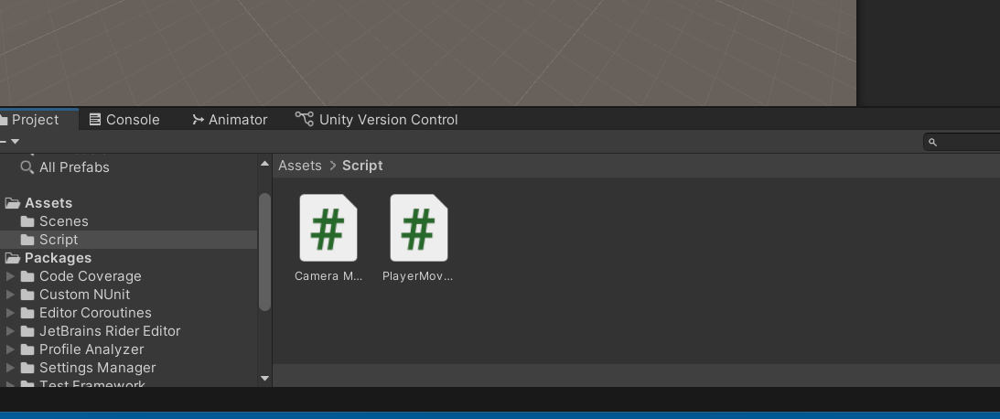 Project Console Animator Unity Version Control
All Prefabs
Assets > Script
Assets
Scenes
Script
Packages
Code Coverage
Custom NUnit
Editor Coroutines
JetBrains Rider Editor
Profile Analyzer
Settings Manager
Test Framework
# #
Camera M... PlayerMov...